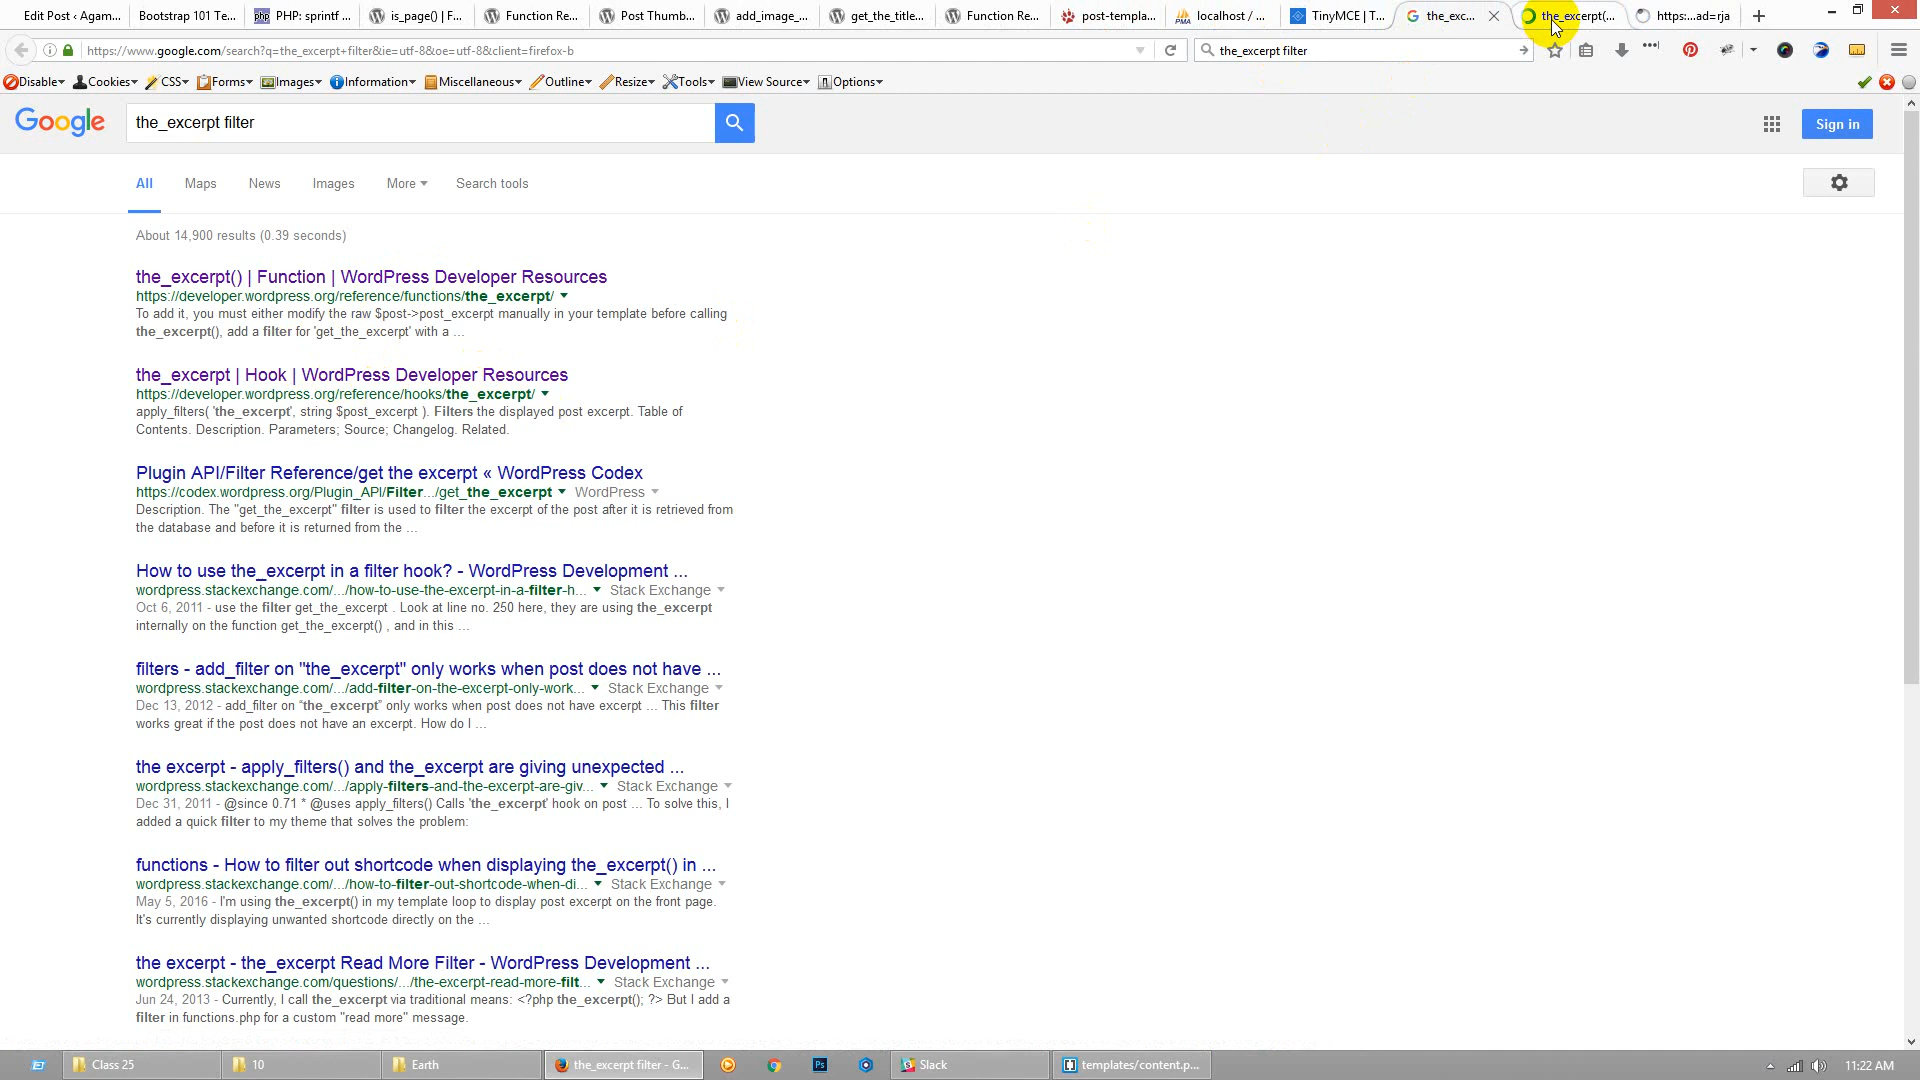 Edit Post ‹ Agam...
Bootstrap 101 Te...
php PHP: sprintf ...
is_page() | F...
Function Re...
Post Thumb...
add_image_...
get_the_title...
Function Re...
post-templa...
PMA localhost / ...
TinyMCE | T...
the_exc...
the_excerpt(...
https:...ad=rja
https://www.google.com/search?q=the_excerpt+filter&ie=utf-8&oe=utf-8&client=firefox-b
the_excerpt filter
Disable
Cookies
CSS
Forms
Images
Information
Miscellaneous
Outline
Resize
Tools
View Source
Options
Google
the_excerpt filter
Sign in
All
Maps
News
Images
More
Search tools
About 14,900 results (0.39 seconds)
the_excerpt() | Function | WordPress Developer Resources
https://developer.wordpress.org/reference/functions/the_excerpt/
To add it, you must either modify the raw $post->post_excerpt manually in your template before calling
the_excerpt(), add a filter for 'get_the_excerpt' with a ...
the_excerpt | Hook | WordPress Developer Resources
https://developer.wordpress.org/reference/hooks/the_excerpt/
apply_filters( 'the_excerpt', string $post_excerpt ). Filters the displayed post excerpt. Table of
Contents. Description. Parameters; Source; Changelog. Related.
Plugin API/Filter Reference/get the excerpt « WordPress Codex
https://codex.wordpress.org/Plugin_API/Filter.../get_the_excerpt WordPress
Description. The "get_the_excerpt" filter is used to filter the excerpt of the post after it is retrieved from
the database and before it is returned from the ...
How to use the_excerpt in a filter hook? - WordPress Development ...
wordpress.stackexchange.com/.../how-to-use-the-excerpt-in-a-filter-h... Stack Exchange
Oct 6, 2011 - use the filter get_the_excerpt . Look at line no. 250 here, they are using the_excerpt
internally on the function get_the_excerpt() , and in this ...
filters - add_filter on "the_excerpt" only works when post does not have ...
wordpress.stackexchange.com/.../add-filter-on-the-excerpt-only-work... Stack Exchange
Dec 13, 2012 - add_filter on “the_excerpt” only works when post does not have excerpt ... This filter
works great if the post does not have an excerpt. How do I ...
the excerpt - apply_filters() and the_excerpt are giving unexpected ...
wordpress.stackexchange.com/.../apply-filters-and-the-excerpt-are-giv... Stack Exchange
Dec 31, 2011 - @since 0.71 * @uses apply_filters() Calls 'the_excerpt' hook on post ... To solve this, I
added a quick filter to my theme that solves the problem:
functions - How to filter out shortcode when displaying the_excerpt() in ...
wordpress.stackexchange.com/.../how-to-filter-out-shortcode-when-di... Stack Exchange
May 5, 2016 - I'm using the_excerpt() in my template loop to display post excerpt on the front page.
It's currently displaying unwanted shortcode directly on the ...
the excerpt - the_excerpt Read More Filter - WordPress Development ...
wordpress.stackexchange.com/questions/.../the-excerpt-read-more-filt... Stack Exchange
Jun 24, 2013 - Currently, I call the_excerpt via traditional means: <?php the_excerpt(); ?> But I add a
filter in functions.php for a custom "read more" message.
Class 25
10
Earth
the_excerpt filter - G...
Ps
Slack
templates/content.p...
11:22 AM